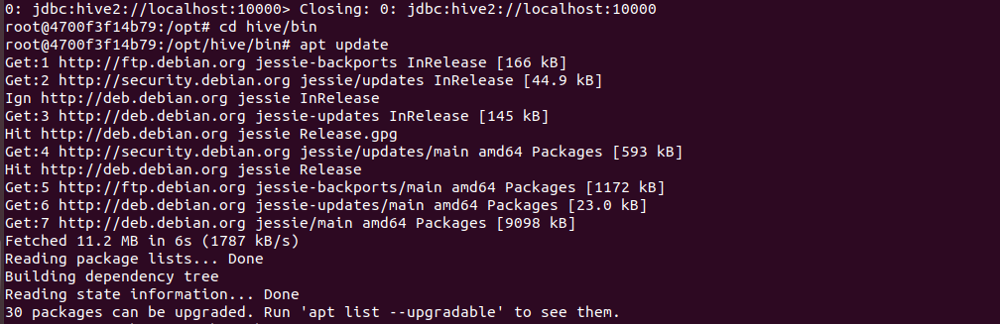 0: jdbc:hive2://localhost:10000> Closing: 0: jdbc:hive2://localhost:10000
root@4700f3f14b79:/opt# cd hive/bin
root@4700f3f14b79:/opt/hive/bin# apt update
Get:1 http://ftp.debian.org jessie-backports InRelease [166 kB]
Get:2 http://security.debian.org jessie/updates InRelease [44.9 kB]
Ign http://deb.debian.org jessie InRelease
Get:3 http://deb.debian.org jessie-updates InRelease [145 kB]
Hit http://deb.debian.org jessie Release.gpg
Get:4 http://security.debian.org jessie/updates/main amd64 Packages [593 kB]
Hit http://deb.debian.org jessie Release
Get:5 http://ftp.debian.org jessie-backports/main amd64 Packages [1172 kB]
Get:6 http://deb.debian.org jessie-updates/main amd64 Packages [23.0 kB]
Get:7 http://deb.debian.org jessie/main amd64 Packages [9098 kB]
Fetched 11.2 MB in 6s (1787 kB/s)
Reading package lists... Done
Building dependency tree
Reading state information... Done
30 packages can be upgraded. Run 'apt list --upgradable' to see them.